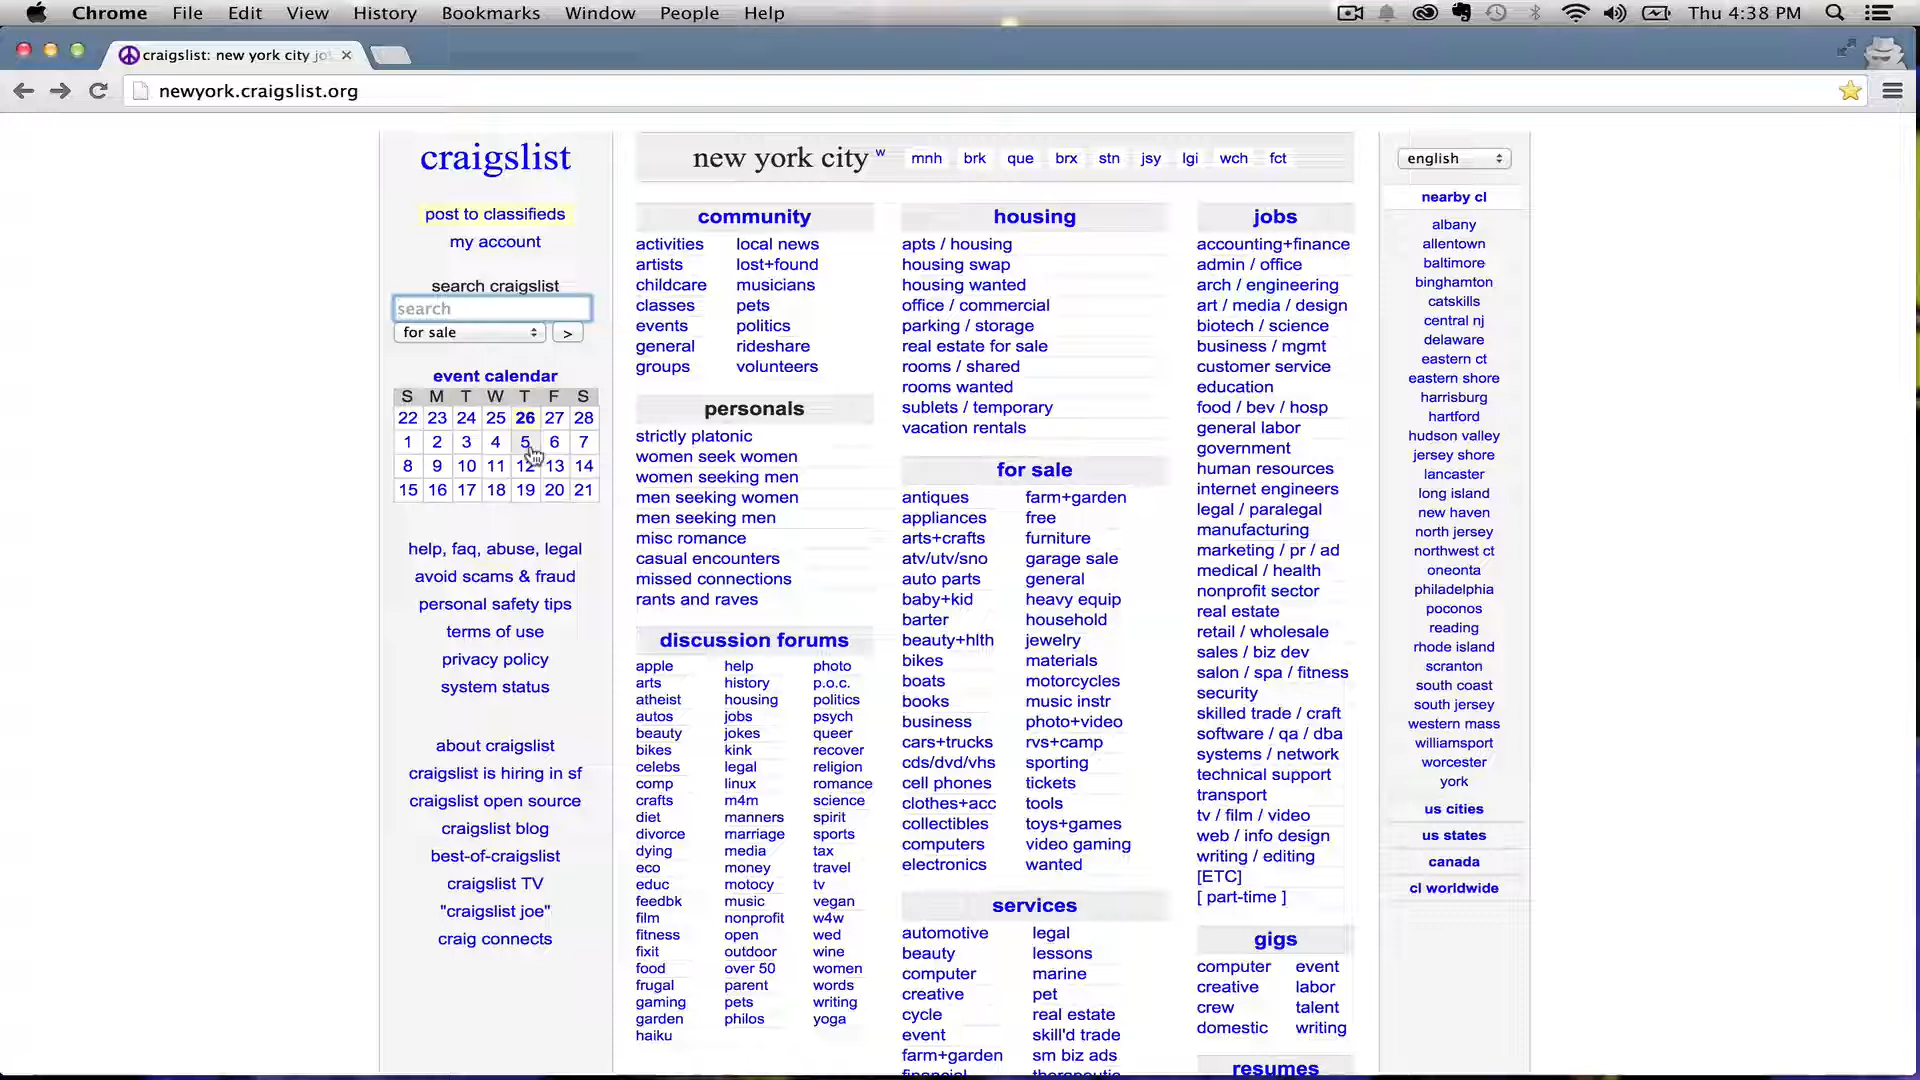 Chrome File Edit View History Bookmarks Window People Help Thu 4:38 PM
craigslist: new york city jo
newyork.craigslist.org
craigslist
post to classifieds
my account
search craigslist
search
for sale >
event calendar
S M T W T F S
22 23 24 25 26 27 28
1 2 3 4 5 6 7
8 9 10 11 12 13 14
15 16 17 18 19 20 21
help, faq, abuse, legal
avoid scams & fraud
personal safety tips
terms of use
privacy policy
system status
about craigslist
craigslist is hiring in sf
craigslist open source
craigslist blog
best-of-craigslist
craigslist TV
"craigslist joe"
craig connects
new york city w mnh brk que brx stn jsy lgi wch fct
community
activities local news
artists lost+found
childcare musicians
classes pets
events politics
general rideshare
groups volunteers
personals
strictly platonic
women seek women
women seeking men
men seeking women
men seeking men
misc romance
casual encounters
missed connections
rants and raves
discussion forums
apple help photo
arts history p.o.c.
atheist housing politics
autos jobs psych
beauty jokes queer
bikes kink recover
celebs legal religion
comp linux romance
crafts m4m science
diet manners spirit
divorce marriage sports
dying media tax
eco money travel
educ motocy tv
feedbk music vegan
film nonprofit w4w
fitness open wed
fixit outdoor wine
food over 50 women
frugal parent words
gaming pets writing
garden philos yoga
haiku
housing
apts / housing
housing swap
housing wanted
office / commercial
parking / storage
real estate for sale
rooms / shared
rooms wanted
sublets / temporary
vacation rentals
for sale
antiques farm+garden
appliances free
arts+crafts furniture
atv/utv/sno garage sale
auto parts general
baby+kid heavy equip
barter household
beauty+hlth jewelry
bikes materials
boats motorcycles
books music instr
business photo+video
cars+trucks rvs+camp
cds/dvd/vhs sporting
cell phones tickets
clothes+acc tools
collectibles toys+games
computers video gaming
electronics wanted
services
automotive legal
beauty lessons
computer marine
creative pet
cycle real estate
event skill'd trade
farm+garden sm biz ads
financial therapeutic
jobs
accounting+finance
admin / office
arch / engineering
art / media / design
biotech / science
business / mgmt
customer service
education
food / bev / hosp
general labor
government
human resources
internet engineers
legal / paralegal
manufacturing
marketing / pr / ad
medical / health
nonprofit sector
real estate
retail / wholesale
sales / biz dev
salon / spa / fitness
security
skilled trade / craft
software / qa / dba
systems / network
technical support
transport
tv / film / video
web / info design
writing / editing
[ETC]
[ part-time ]
gigs
computer event
creative labor
crew talent
domestic writing
resumes
english
nearby cl
albany
allentown
baltimore
binghamton
catskills
central nj
delaware
eastern ct
eastern shore
harrisburg
hartford
hudson valley
jersey shore
lancaster
long island
new haven
north jersey
northwest ct
oneonta
philadelphia
poconos
reading
rhode island
scranton
south coast
south jersey
western mass
williamsport
worcester
york
us cities
us states
canada
cl worldwide